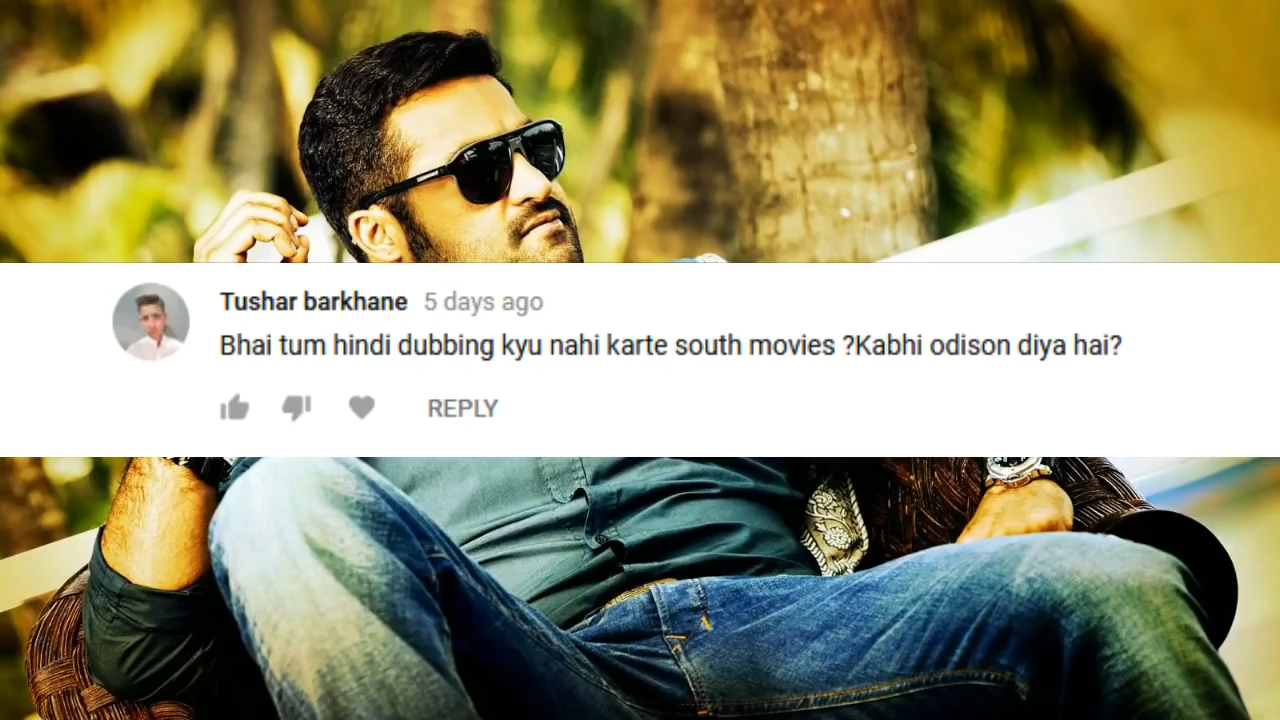 Tushar barkhane 5 days ago
Bhai tum hindi dubbing kyu nahi karte south movies ?Kabhi odison diya hai?
REPLY